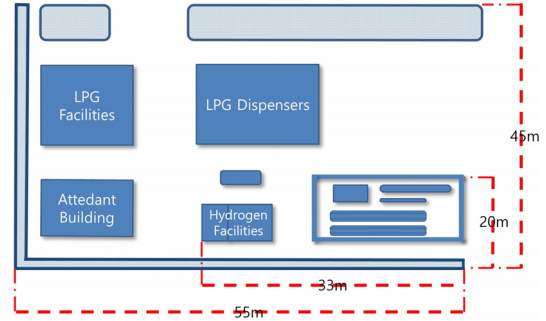 LPG
Facilities
LPG Dispensers
45m
Attedant
Building
Hydrogen
Facilities
20m
33m
55m